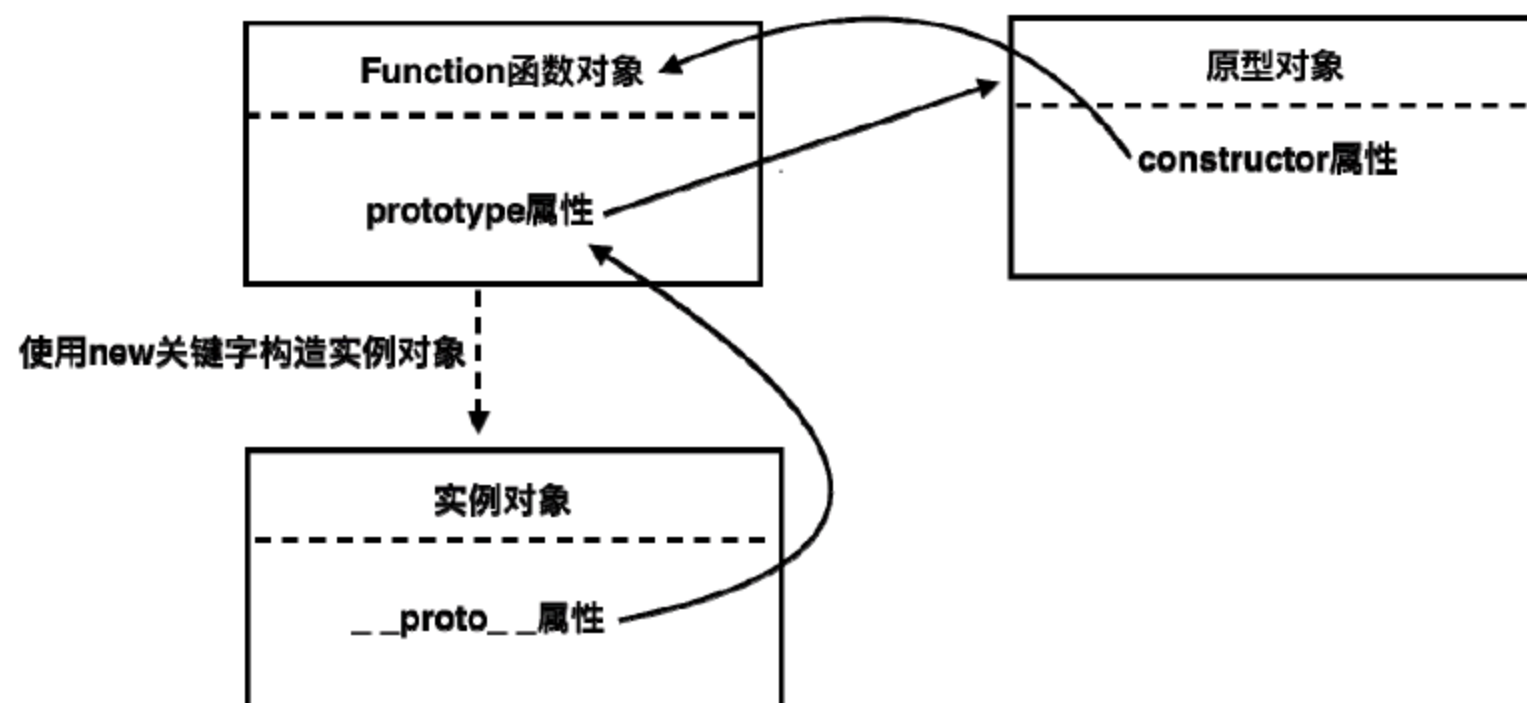 Function函数对象
prototype属性
原型对象
constructor属性
使用new关键字构造实例对象
实例对象
_ _proto_ _属性